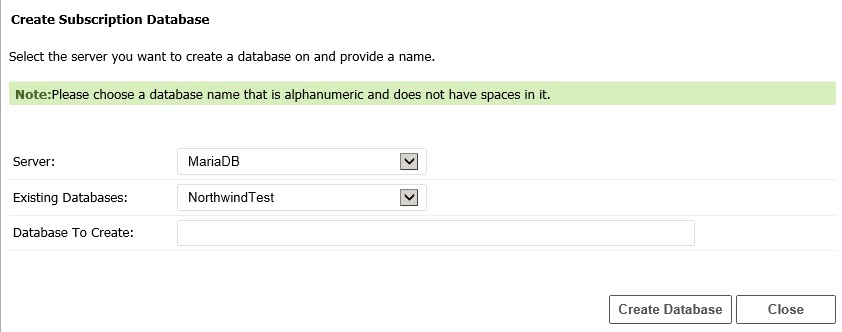 Create Subscription Database
Select the server you want to create a database on and provide a name.
Note:Please choose a database name that is alphanumeric and does not have spaces in it.
Server: MariaDB
Existing Databases: NorthwindTest
Database To Create:
Create Database Close